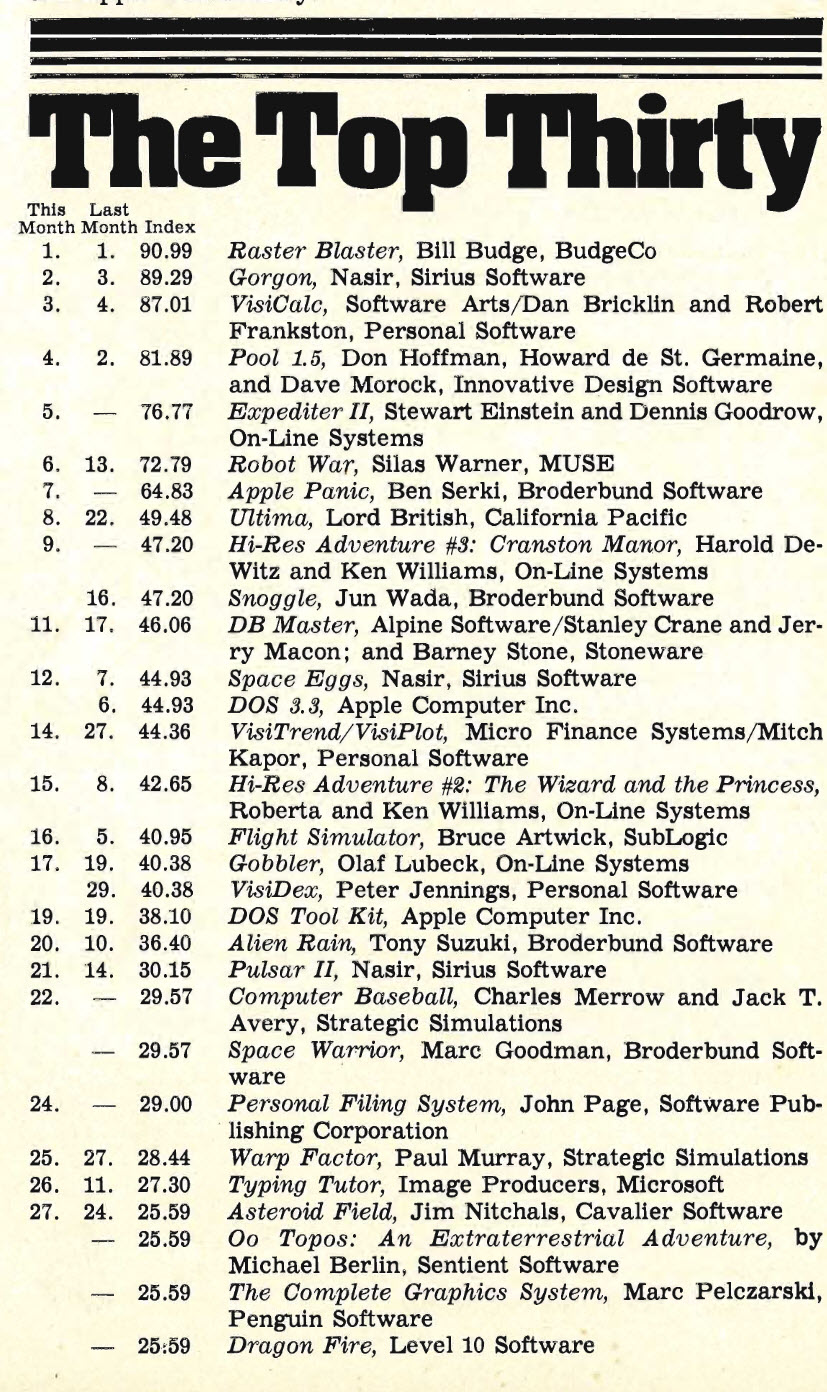 The Top Thirty
This Last
Month Month Index
1. 1. 90.99 Raster Blaster, Bill Budge, BudgeCo
2. 3. 89.29 Gorgon, Nasir, Sirius Software
3. 4. 87.01 VisiCalc, Software Arts/Dan Bricklin and Robert
Frankston, Personal Software
4. 2. 81.89 Pool 1.5, Don Hoffman, Howard de St. Germaine,
and Dave Morock, Innovative Design Software
5. — 76.77 Expediter II, Stewart Einstein and Dennis Goodrow,
On-Line Systems
6. 13. 72.79 Robot War, Silas Warner, MUSE
7. — 64.83 Apple Panic, Ben Serki, Broderbund Software
8. 22. 49.48 Ultima, Lord British, California Pacific
9. — 47.20 Hi-Res Adventure #3: Cranston Manor, Harold De-
Witz and Ken Williams, On-Line Systems
16. 47.20 Snoggle, Jun Wada, Broderbund Software
11. 17. 46.06 DB Master, Alpine Software/Stanley Crane and Jer-
ry Macon; and Barney Stone, Stoneware
12. 7. 44.93 Space Eggs, Nasir, Sirius Software
6. 44.93 DOS 3.3, Apple Computer Inc.
14. 27. 44.36 VisiTrend/VisiPlot, Micro Finance Systems/Mitch
Kapor, Personal Software
15. 8. 42.65 Hi-Res Adventure #2: The Wizard and the Princess,
Roberta and Ken Williams, On-Line Systems
16. 5. 40.95 Flight Simulator, Bruce Artwick, SubLogic
17. 19. 40.38 Gobbler, Olaf Lubeck, On-Line Systems
29. 40.38 VisiDex, Peter Jennings, Personal Software
19. 19. 38.10 DOS Tool Kit, Apple Computer Inc.
20. 10. 36.40 Alien Rain, Tony Suzuki, Broderbund Software
21. 14. 30.15 Pulsar II, Nasir, Sirius Software
22. — 29.57 Computer Baseball, Charles Merrow and Jack T.
Avery, Strategic Simulations
— 29.57 Space Warrior, Marc Goodman, Broderbund Soft-
ware
24. — 29.00 Personal Filing System, John Page, Software Pub-
lishing Corporation
25. 27. 28.44 Warp Factor, Paul Murray, Strategic Simulations
26. 11. 27.30 Typing Tutor, Image Producers, Microsoft
27. 24. 25.59 Asteroid Field, Jim Nitchals, Cavalier Software
— 25.59 Oo Topos: An Extraterrestrial Adventure, by
Michael Berlin, Sentient Software
— 25.59 The Complete Graphics System, Marc Pelczarski,
Penguin Software
— 25.59 Dragon Fire, Level 10 Software